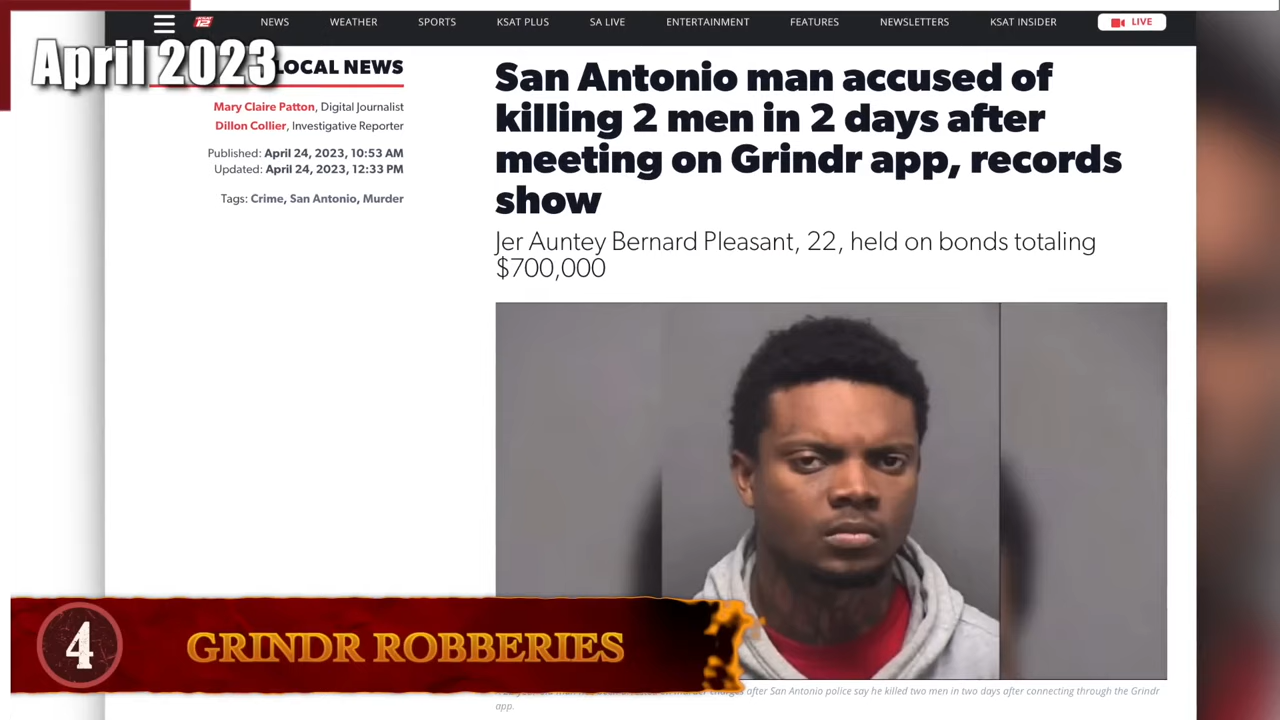 NEWS WEATHER SPORTS KSAT PLUS SA LIVE ENTERTAINMENT FEATURES NEWSLETTERS KSAT INSIDER LIVE
April 2023
LOCAL NEWS
Mary Claire Patton, Digital Journalist
Dillon Collier, Investigative Reporter
Published: April 24, 2023, 10:53 AM
Updated: April 24, 2023, 12:33 PM
Tags: Crime, San Antonio, Murder
San Antonio man accused of
killing 2 men in 2 days after
meeting on Grindr app, records
show
Jer Auntey Bernard Pleasant, 22, held on bonds totaling
$700,000
4 GRINDR ROBBERIES
after San Antonio police say he killed two men in two days after connecting through the Grindr
app.